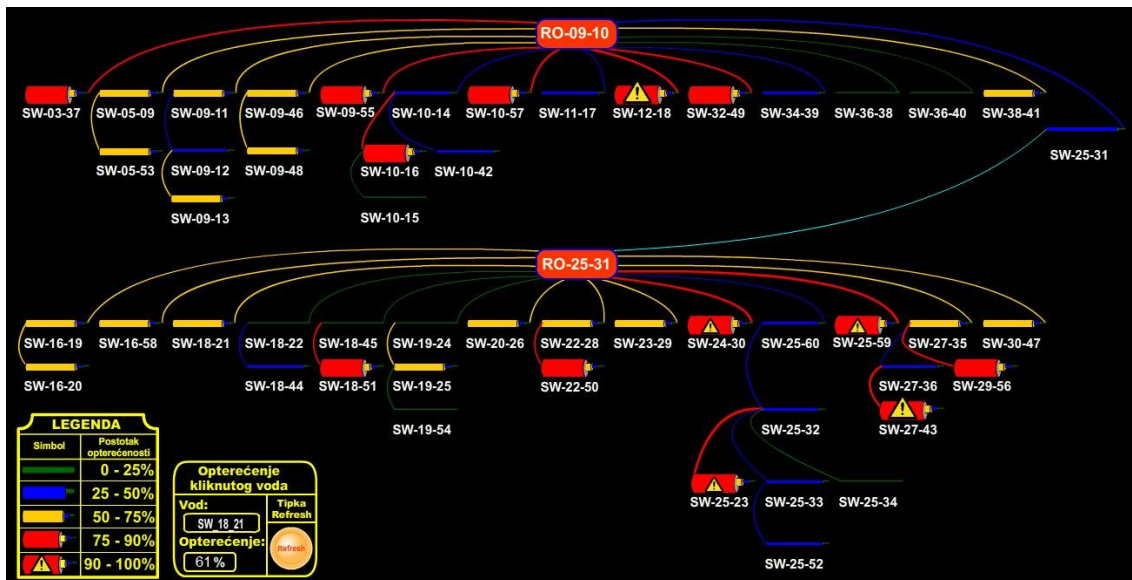 RO-09-10
SW-03-37 SW-05-09 SW-09-11 SW-09-46 SW-09-55 SW-10-14 SW-10-57 SW-11-17 SW-12-18 SW-32-49 SW-34-39 SW-36-38 SW-36-40 SW-38-41
SW-25-31
SW-05-53 SW-09-12 SW-09-48 SW-10-16 SW-10-42
SW-09-13 SW-10-15
RO-25-31
SW-16-19 SW-16-58 SW-18-21 SW-18-22 SW-18-45 SW-19-24 SW-20-26 SW-22-28 SW-23-29 SW-24-30 SW-25-60 SW-25-59 SW-27-35 SW-30-47
SW-16-20 SW-18-44 SW-18-51 SW-19-25 SW-22-50 SW-27-36 SW-29-56
SW-19-54 SW-25-32 SW-27-43
SW-25-23 SW-25-33 SW-25-34
SW-25-52
LEGENDA
Simbol
Postotak
opterećenosti
0 - 25%
25 - 50%
50 - 75%
75 - 90%
90 - 100%
Opterećenje
kliknutog voda
Vod:
SW_18_21
Opterećenje:
61%
Tipka
Refresh
Refresh